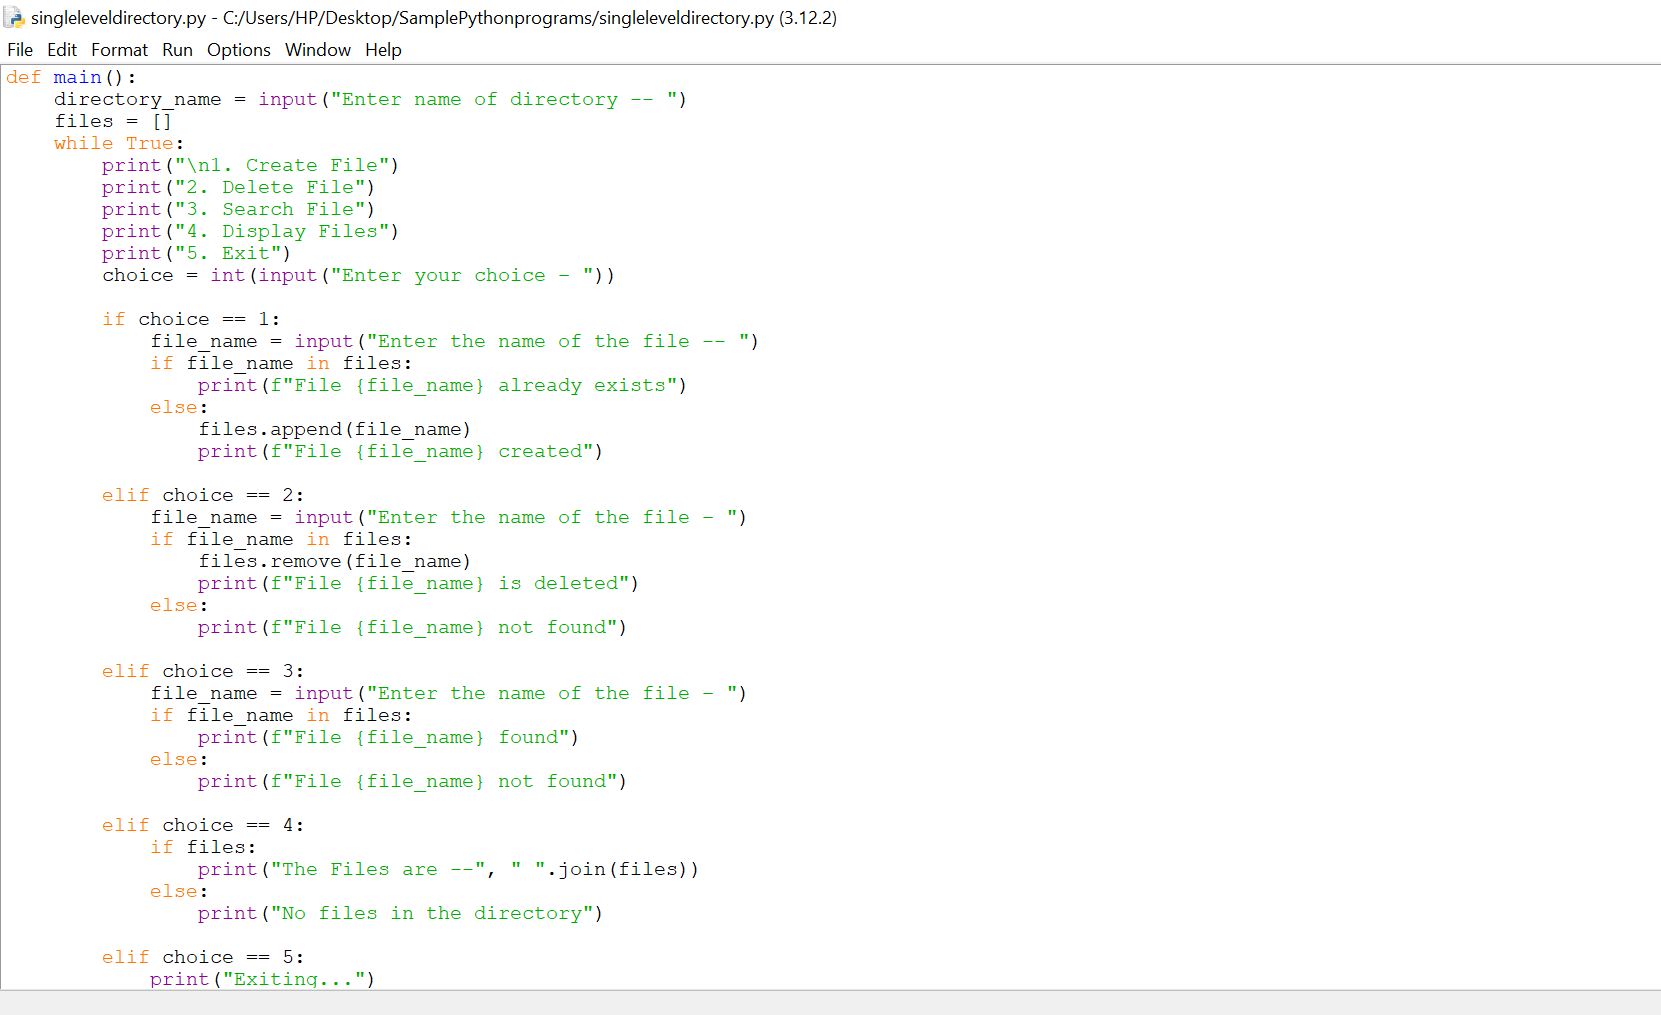 singleleveldirectory.py - C:/Users/HP/Desktop/SamplePythonprograms/singleleveldirectory.py (3.12.2)
File Edit Format Run Options Window Help
def main():
    directory_name = input("Enter name of directory -- ")
    files = []
    while True:
        print("\n1. Create File")
        print("2. Delete File")
        print("3. Search File")
        print("4. Display Files")
        print("5. Exit")
        choice = int(input("Enter your choice - "))

        if choice == 1:
            file_name = input("Enter the name of the file -- ")
            if file_name in files:
                print(f"File {file_name} already exists")
            else:
                files.append(file_name)
                print(f"File {file_name} created")

        elif choice == 2:
            file_name = input("Enter the name of the file - ")
            if file_name in files:
                files.remove(file_name)
                print(f"File {file_name} is deleted")
            else:
                print(f"File {file_name} not found")

        elif choice == 3:
            file_name = input("Enter the name of the file - ")
            if file_name in files:
                print(f"File {file_name} found")
            else:
                print(f"File {file_name} not found")

        elif choice == 4:
            if files:
                print("The Files are --", " ".join(files))
            else:
                print("No files in the directory")

        elif choice == 5:
            print("Exiting...")